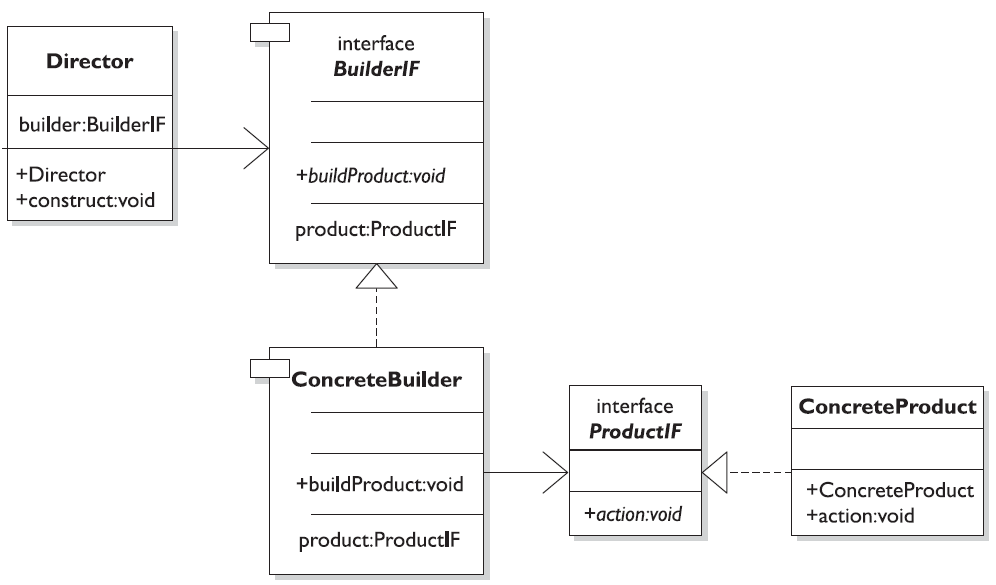 Director
builder:BuilderIF
+Director
+construct:void
interface
BuilderIF
+buildProduct:void
product:ProductIF
ConcreteBuilder
+buildProduct:void
product:ProductIF
interface
ProductIF
+action:void
ConcreteProduct
+ConcreteProduct
+action:void